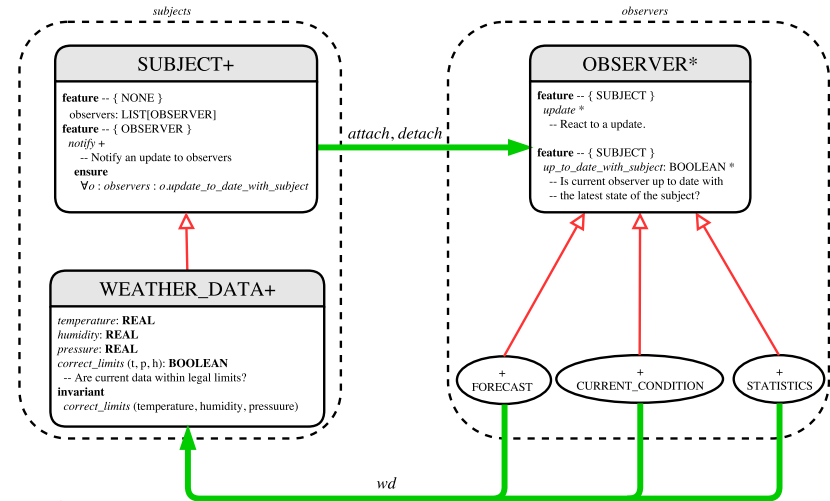 subjects
observers
SUBJECT+
feature -- { NONE }
observers: LIST[OBSERVER]
feature -- { OBSERVER }
notify +
-- Notify an update to observers
ensure
∀o : observers : o.update_to_date_with_subject
attach, detach
OBSERVER*
feature -- { SUBJECT }
update *
-- React to a update.
feature -- { SUBJECT }
up_to_date_with_subject: BOOLEAN *
-- Is current observer up to date with
-- the latest state of the subject?
WEATHER_DATA+
temperature: REAL
humidity: REAL
pressure: REAL
correct_limits (t, p, h): BOOLEAN
-- Are current data within legal limits?
invariant
correct_limits (temperature, humidity, pressuure)
+
FORECAST
+
CURRENT_CONDITION
+
STATISTICS
wd